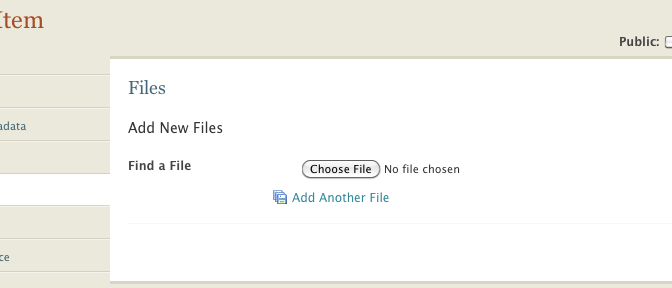 Item
Public:
Files
Add New Files
adata
Find a File
Choose File No file chosen
Add Another File
ce